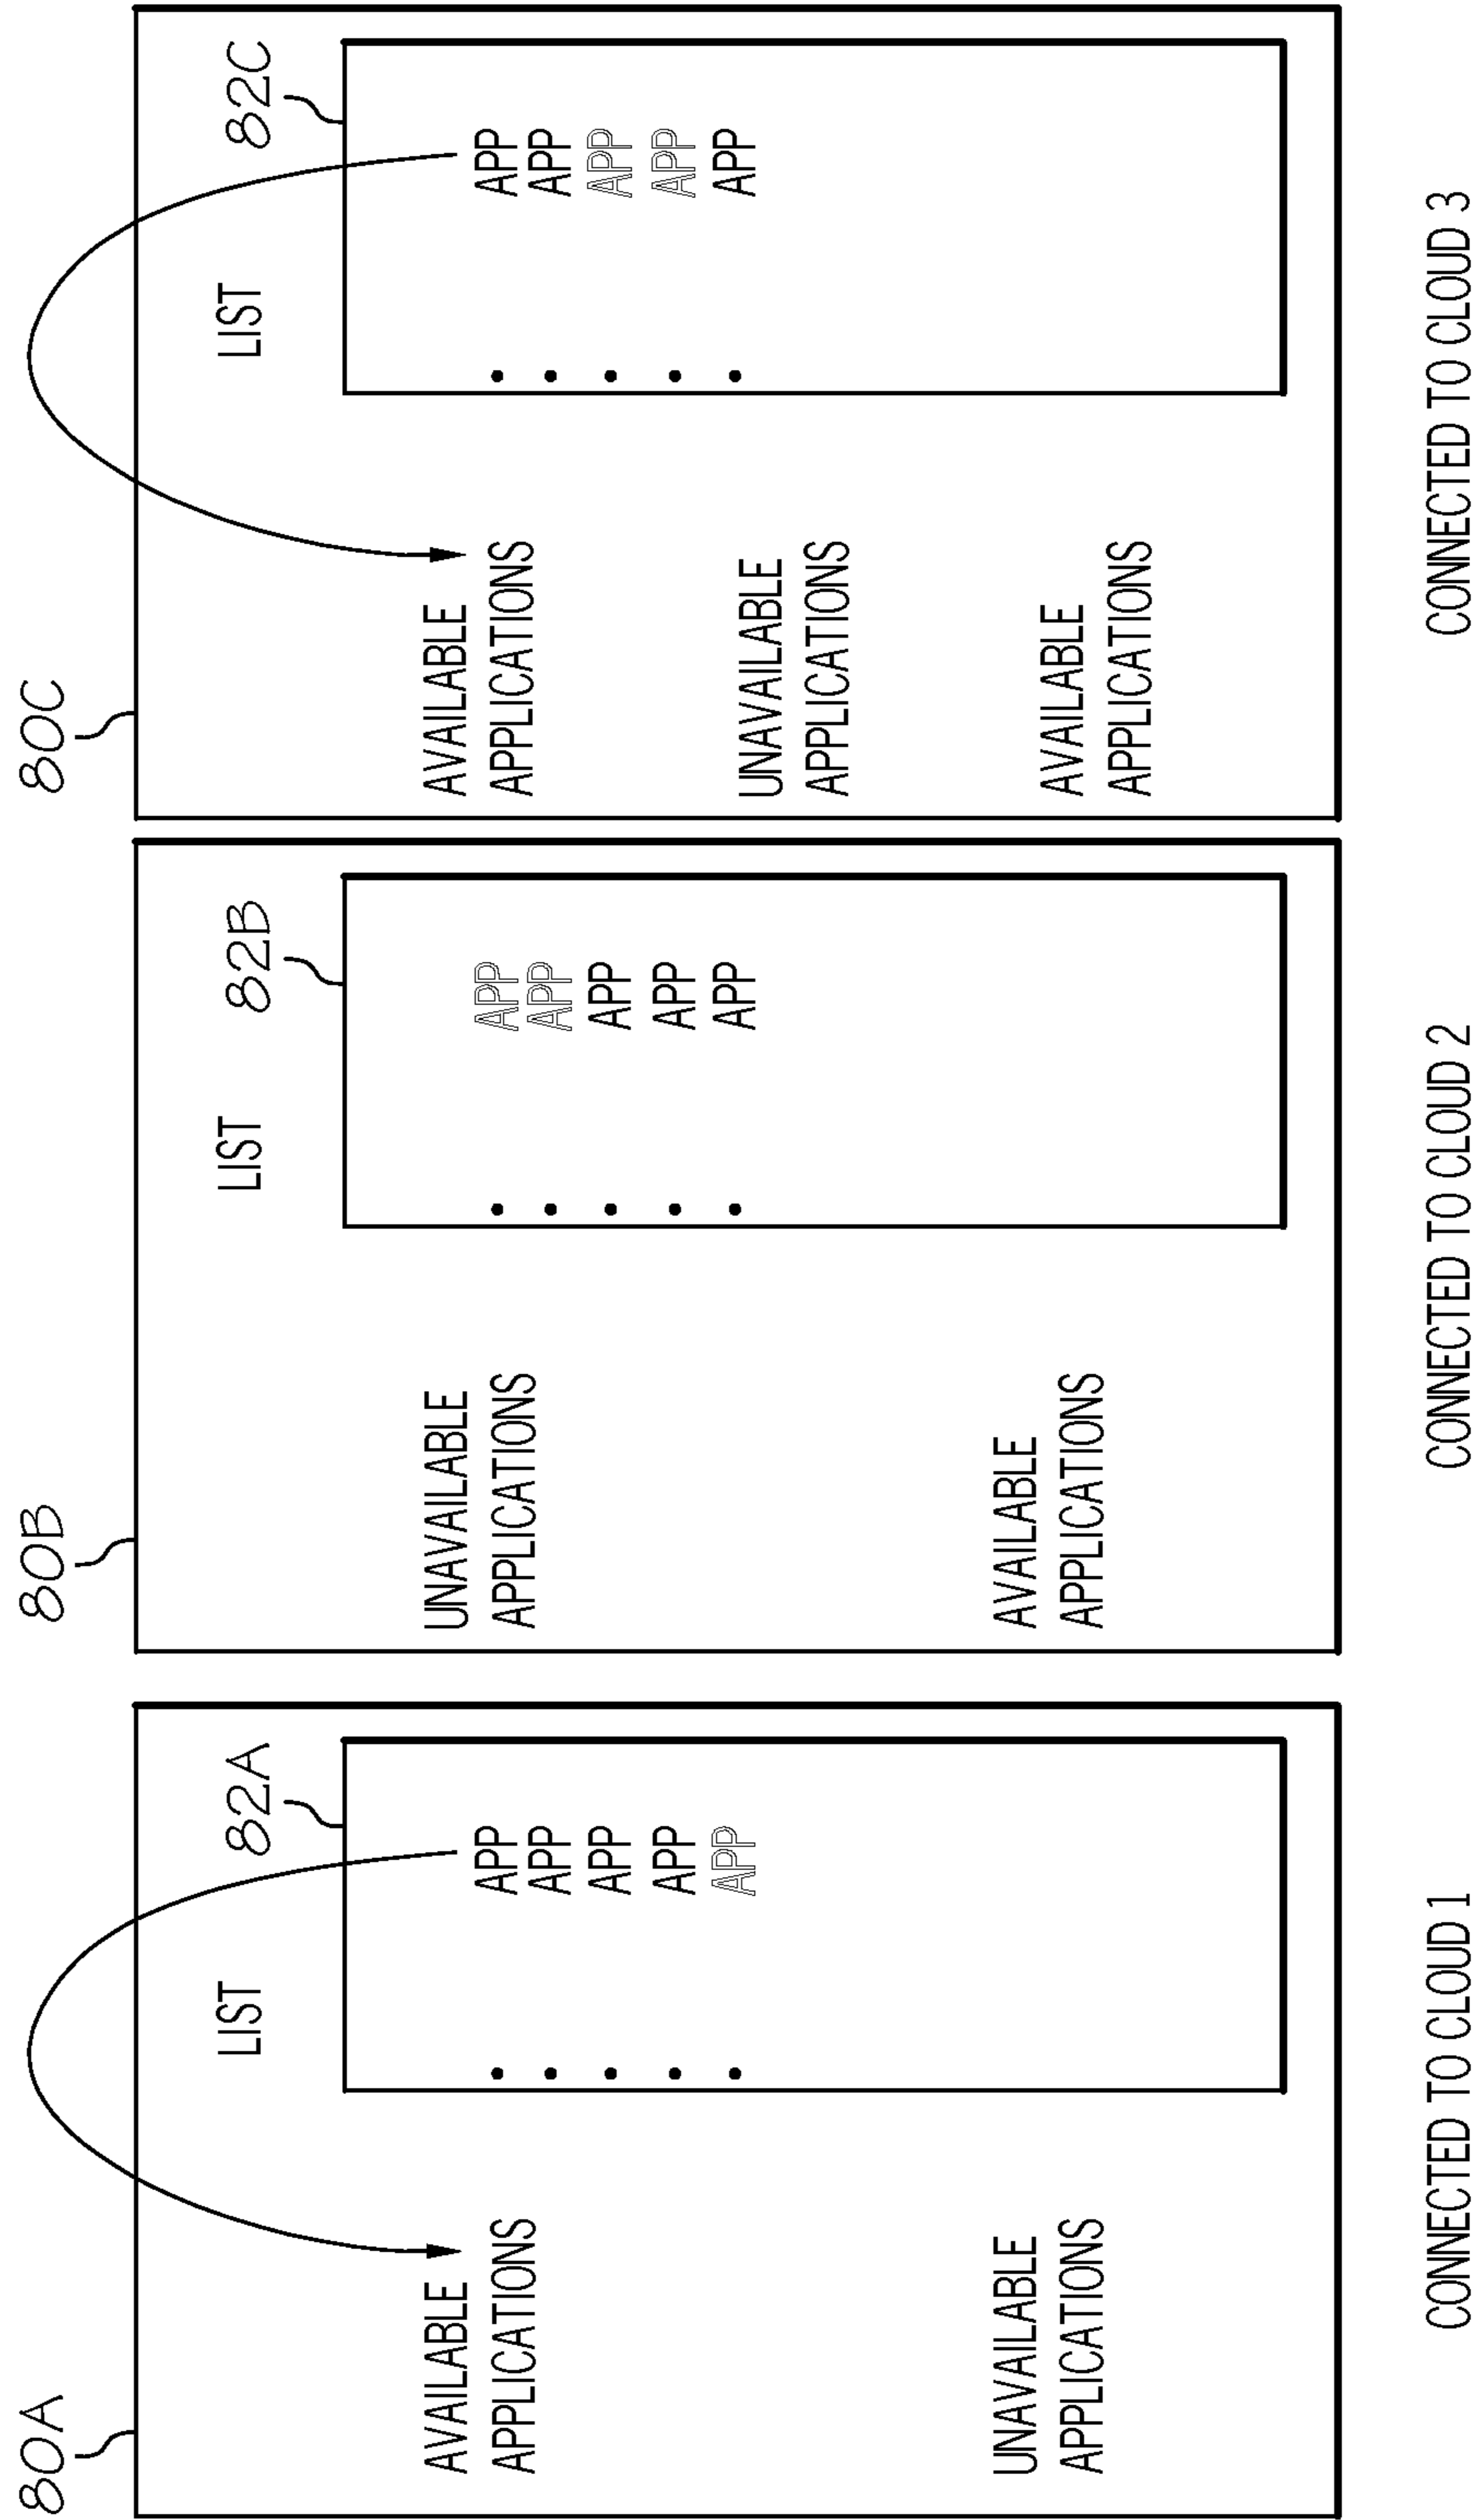 80A
LIST
82A
AVAILABLE
APPLICATIONS
• APP
• APP
• APP
• APP
• APP
UNAVAILABLE
APPLICATIONS
CONNECTED TO CLOUD 1
80B
LIST
82B
UNAVAILABLE
APPLICATIONS
• APP
• APP
• APP
• APP
• APP
AVAILABLE
APPLICATIONS
CONNECTED TO CLOUD 2
80C
LIST
82C
AVAILABLE
APPLICATIONS
• APP
• APP
• APP
• APP
• APP
UNAVAILABLE
APPLICATIONS
AVAILABLE
APPLICATIONS
CONNECTED TO CLOUD 3